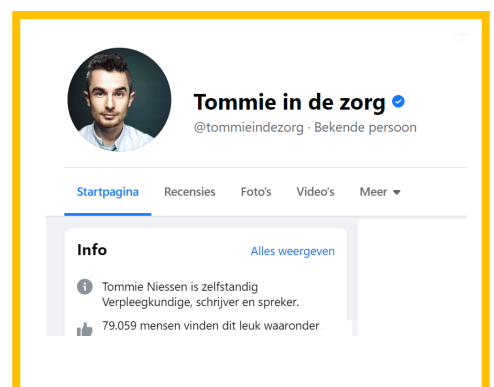 Tommie in de zorg
@tommieindezorg · Bekende persoon
Startpagina Recensies Foto's Video's Meer
Info Alles weergeven
Tommie Niessen is zelfstandig
Verpleegkundige, schrijver en spreker.
79.059 mensen vinden dit leuk waaronder